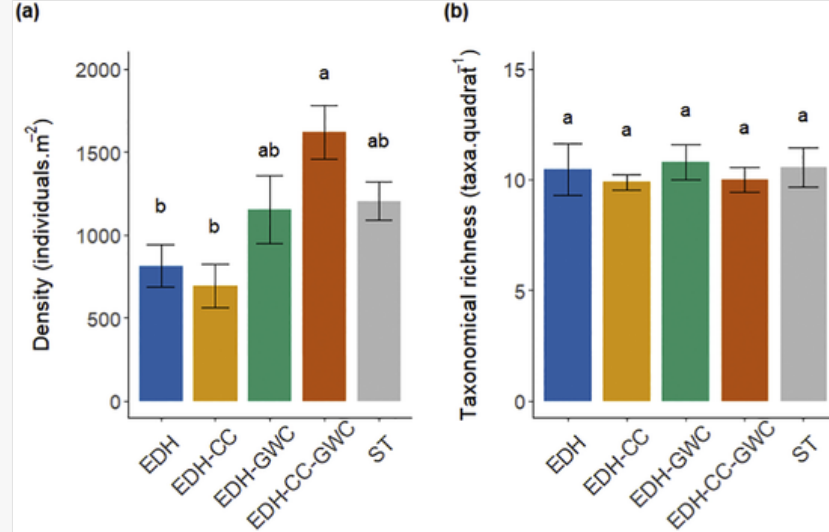 (a)
Density (individuals.m⁻²)
2000
1500
1000
500
0
b
b
ab
a
ab
EDH
EDH-CC
EDH-GWC
EDH-CC-GWC
ST
(b)
Taxonomical richness (taxa.quadrat⁻¹)
15
10
5
0
a
a
a
a
a
EDH
EDH-CC
EDH-GWC
EDH-CC-GWC
ST